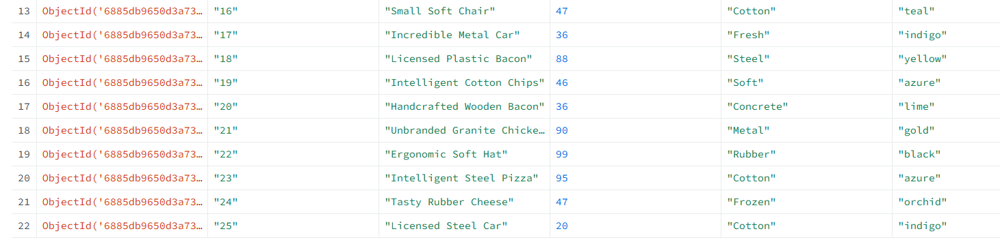 13 ObjectId('6885db9650d3a73… "16" "Small Soft Chair" 47 "Cotton" "teal"
14 ObjectId('6885db9650d3a73… "17" "Incredible Metal Car" 36 "Fresh" "indigo"
15 ObjectId('6885db9650d3a73… "18" "Licensed Plastic Bacon" 88 "Steel" "yellow"
16 ObjectId('6885db9650d3a73… "19" "Intelligent Cotton Chips" 46 "Soft" "azure"
17 ObjectId('6885db9650d3a73… "20" "Handcrafted Wooden Bacon" 36 "Concrete" "lime"
18 ObjectId('6885db9650d3a73… "21" "Unbranded Granite Chicke… 90 "Metal" "gold"
19 ObjectId('6885db9650d3a73… "22" "Ergonomic Soft Hat" 99 "Rubber" "black"
20 ObjectId('6885db9650d3a73… "23" "Intelligent Steel Pizza" 95 "Cotton" "azure"
21 ObjectId('6885db9650d3a73… "24" "Tasty Rubber Cheese" 47 "Frozen" "orchid"
22 ObjectId('6885db9650d3a73… "25" "Licensed Steel Car" 20 "Cotton" "indigo"